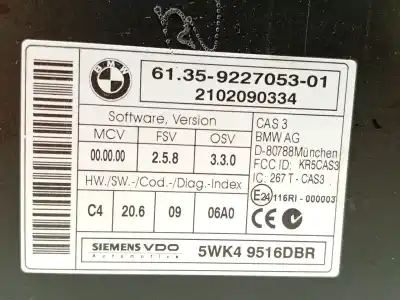 BMW
61.35-9227053-01
2102090334
Software, Version
MCV FSV OSV
00.00.00 2.5.8 3.3.0
HW./SW.-/Cod.-/Diag.-Index
C4 20.6 09 06A0
CAS 3
BMW AG
D-80788München
FCC ID: KR5CAS3
IC: 267 T - CAS3
E24 116RI - 000003
SIEMENS VDO
Automotive
5WK4 9516DBR